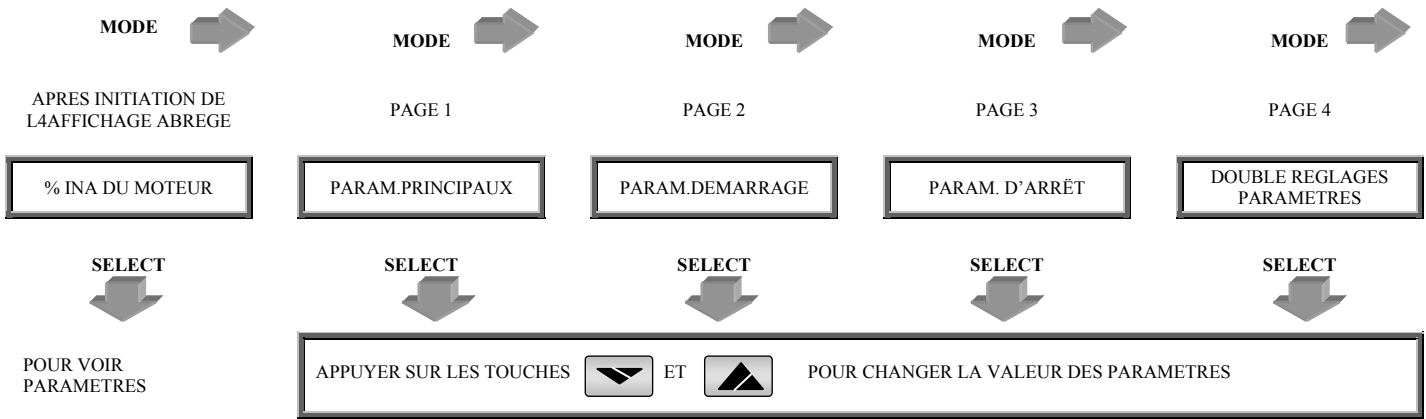 MODE
MODE
MODE
MODE
MODE
APRES INITIATION DE
L4AFFICHAGE ABREGE
PAGE 1
PAGE 2
PAGE 3
PAGE 4
% INA DU MOTEUR
PARAM.PRINCIPAUX
PARAM.DEMARRAGE
PARAM. D’ARRËT
DOUBLE REGLAGES
PARAMETRES
SELECT
SELECT
SELECT
SELECT
SELECT
POUR VOIR
PARAMETRES
APPUYER SUR LES TOUCHES ET POUR CHANGER LA VALEUR DES PARAMETRES